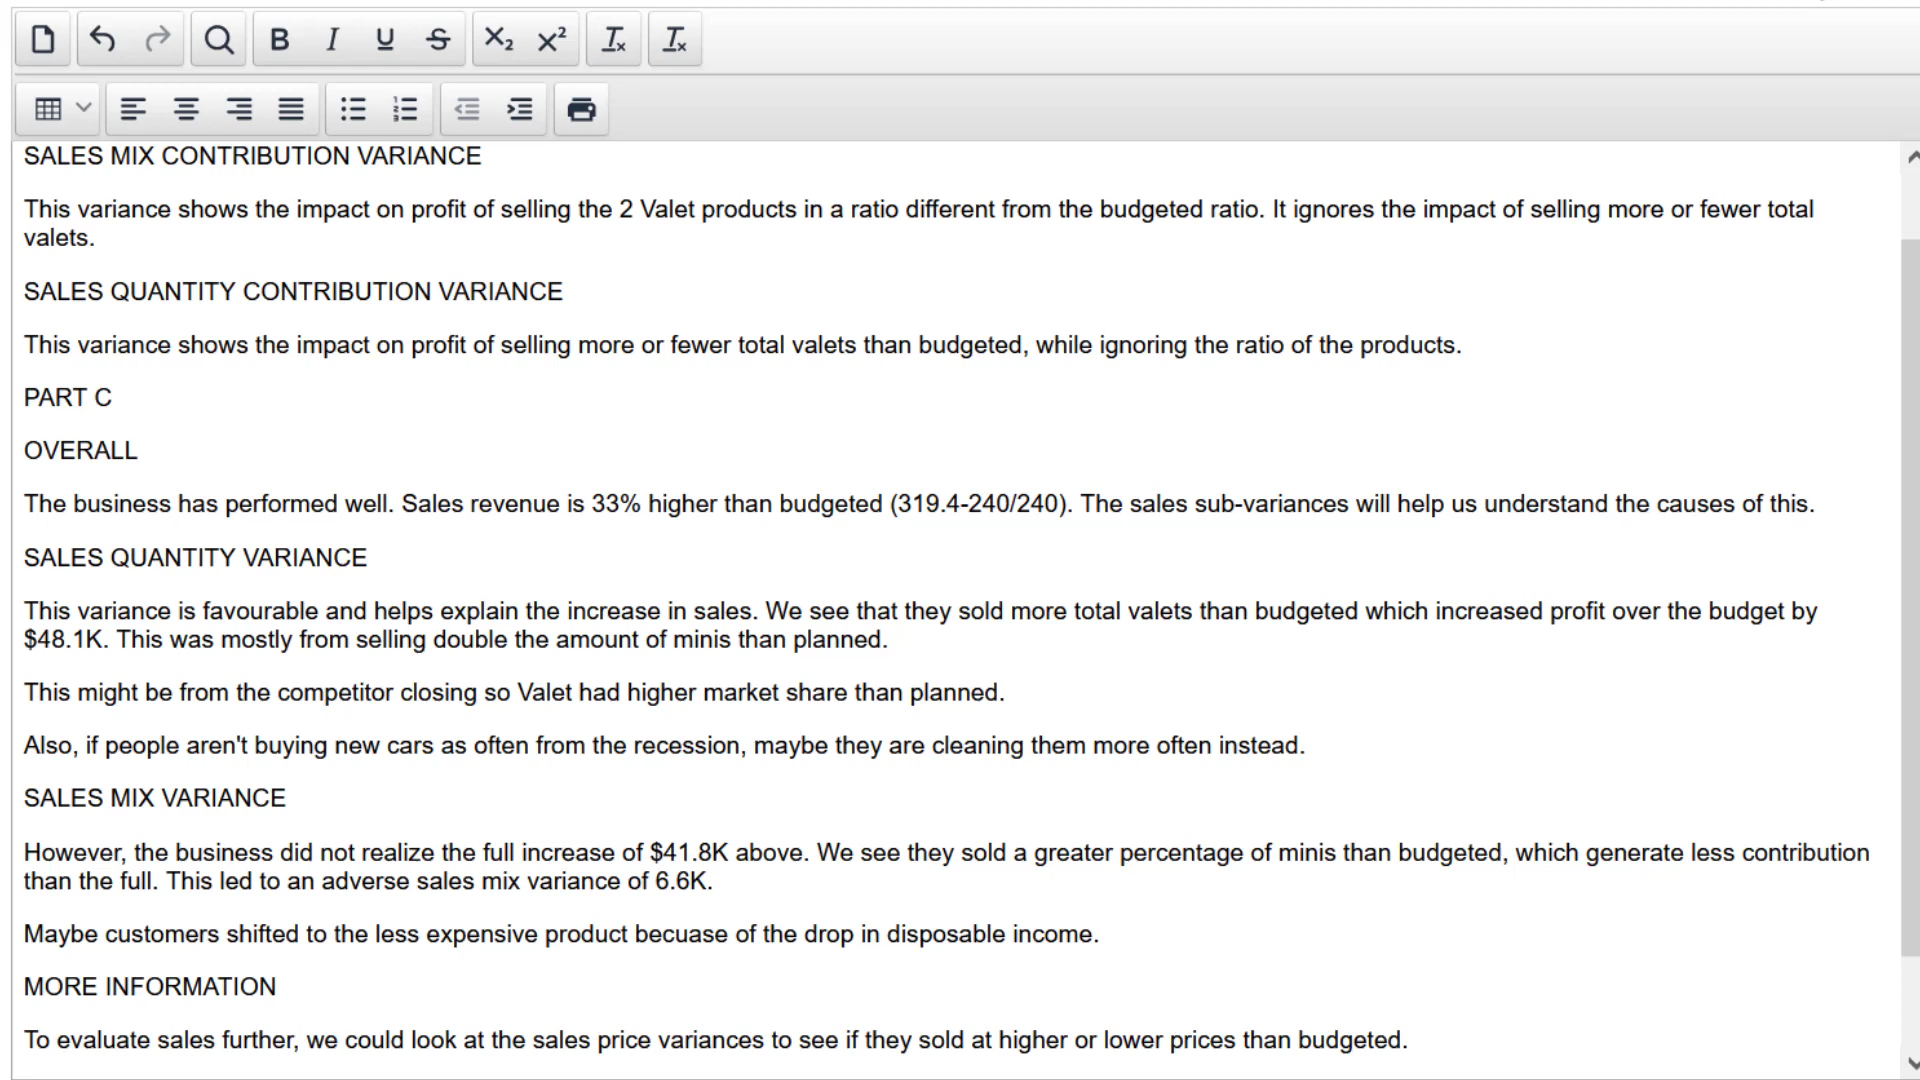 SALES MIX CONTRIBUTION VARIANCE
This variance shows the impact on profit of selling the 2 Valet products in a ratio different from the budgeted ratio. It ignores the impact of selling more or fewer total
valets.
SALES QUANTITY CONTRIBUTION VARIANCE
This variance shows the impact on profit of selling more or fewer total valets than budgeted, while ignoring the ratio of the products.
PART C
OVERALL
The business has performed well. Sales revenue is 33% higher than budgeted (319.4-240/240). The sales sub-variances will help us understand the causes of this.
SALES QUANTITY VARIANCE
This variance is favourable and helps explain the increase in sales. We see that they sold more total valets than budgeted which increased profit over the budget by
$48.1K. This was mostly from selling double the amount of minis than planned.
This might be from the competitor closing so Valet had higher market share than planned.
Also, if people aren't buying new cars as often from the recession, maybe they are cleaning them more often instead.
SALES MIX VARIANCE
However, the business did not realize the full increase of $41.8K above. We see they sold a greater percentage of minis than budgeted, which generate less contribution
than the full. This led to an adverse sales mix variance of 6.6K.
Maybe customers shifted to the less expensive product becuase of the drop in disposable income.
MORE INFORMATION
To evaluate sales further, we could look at the sales price variances to see if they sold at higher or lower prices than budgeted.